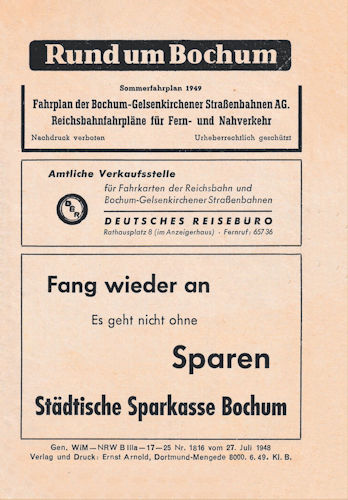 Rund um Bochum
Sommerfahrplan 1949
Fahrplan der Bochum-Gelsenkirchener Straßenbahnen AG.
Reichsbahnfahrpläne für Fern- und Nahverkehr
Nachdruck verboten Urheberrechtlich geschützt
Amtliche Verkaufsstelle
für Fahrkarten der Reichsbahn und
Bochum-Gelsenkirchener Straßenbahnen
DER
DEUTSCHES REISEBÜRO
Rathausplatz 8 (im Anzeigerhaus) · Fernruf: 65736
Fang wieder an
Es geht nicht ohne
Sparen
Städtische Sparkasse Bochum
Gen. WiM—NRW B IIIa—17—25 Nr. 1816 vom 27. Juli 1948
Verlag und Druck: Ernst Arnold, Dortmund-Mengede 8000. 6. 49. Kl. B.